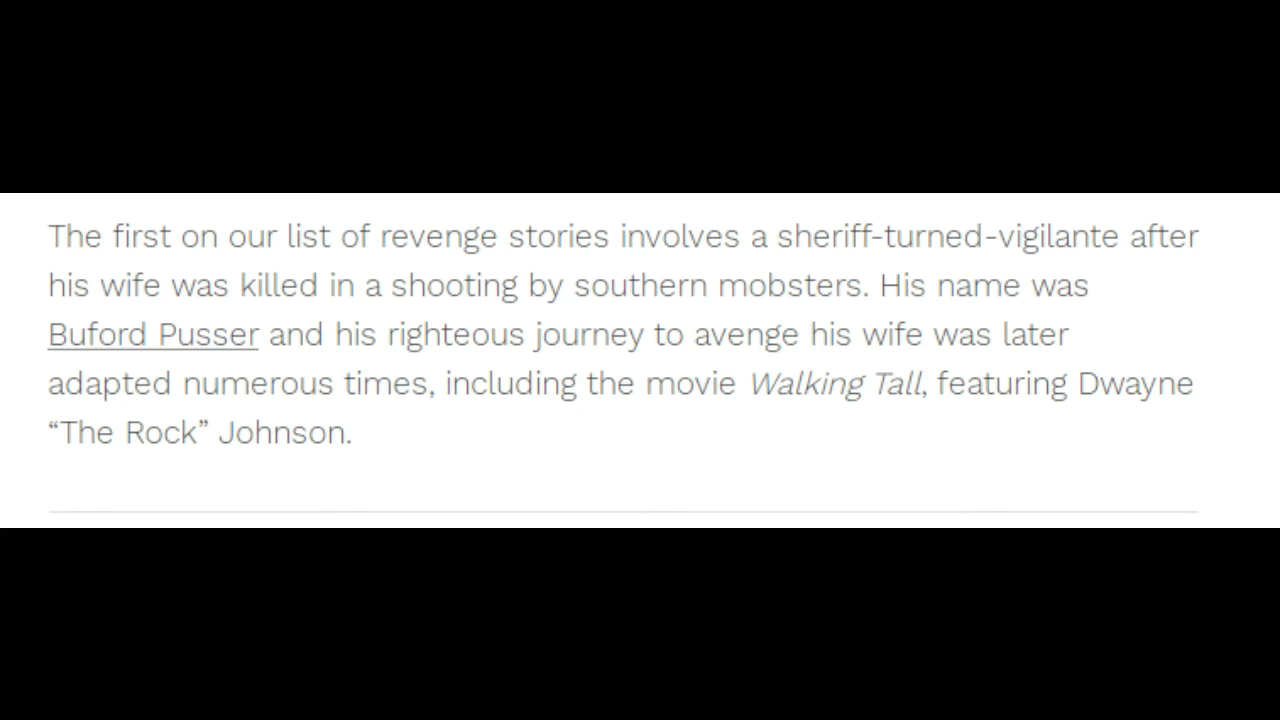 The first on our list of revenge stories involves a sheriff-turned-vigilante after
his wife was killed in a shooting by southern mobsters. His name was
Buford Pusser and his righteous journey to avenge his wife was later
adapted numerous times, including the movie Walking Tall, featuring Dwayne
“The Rock” Johnson.